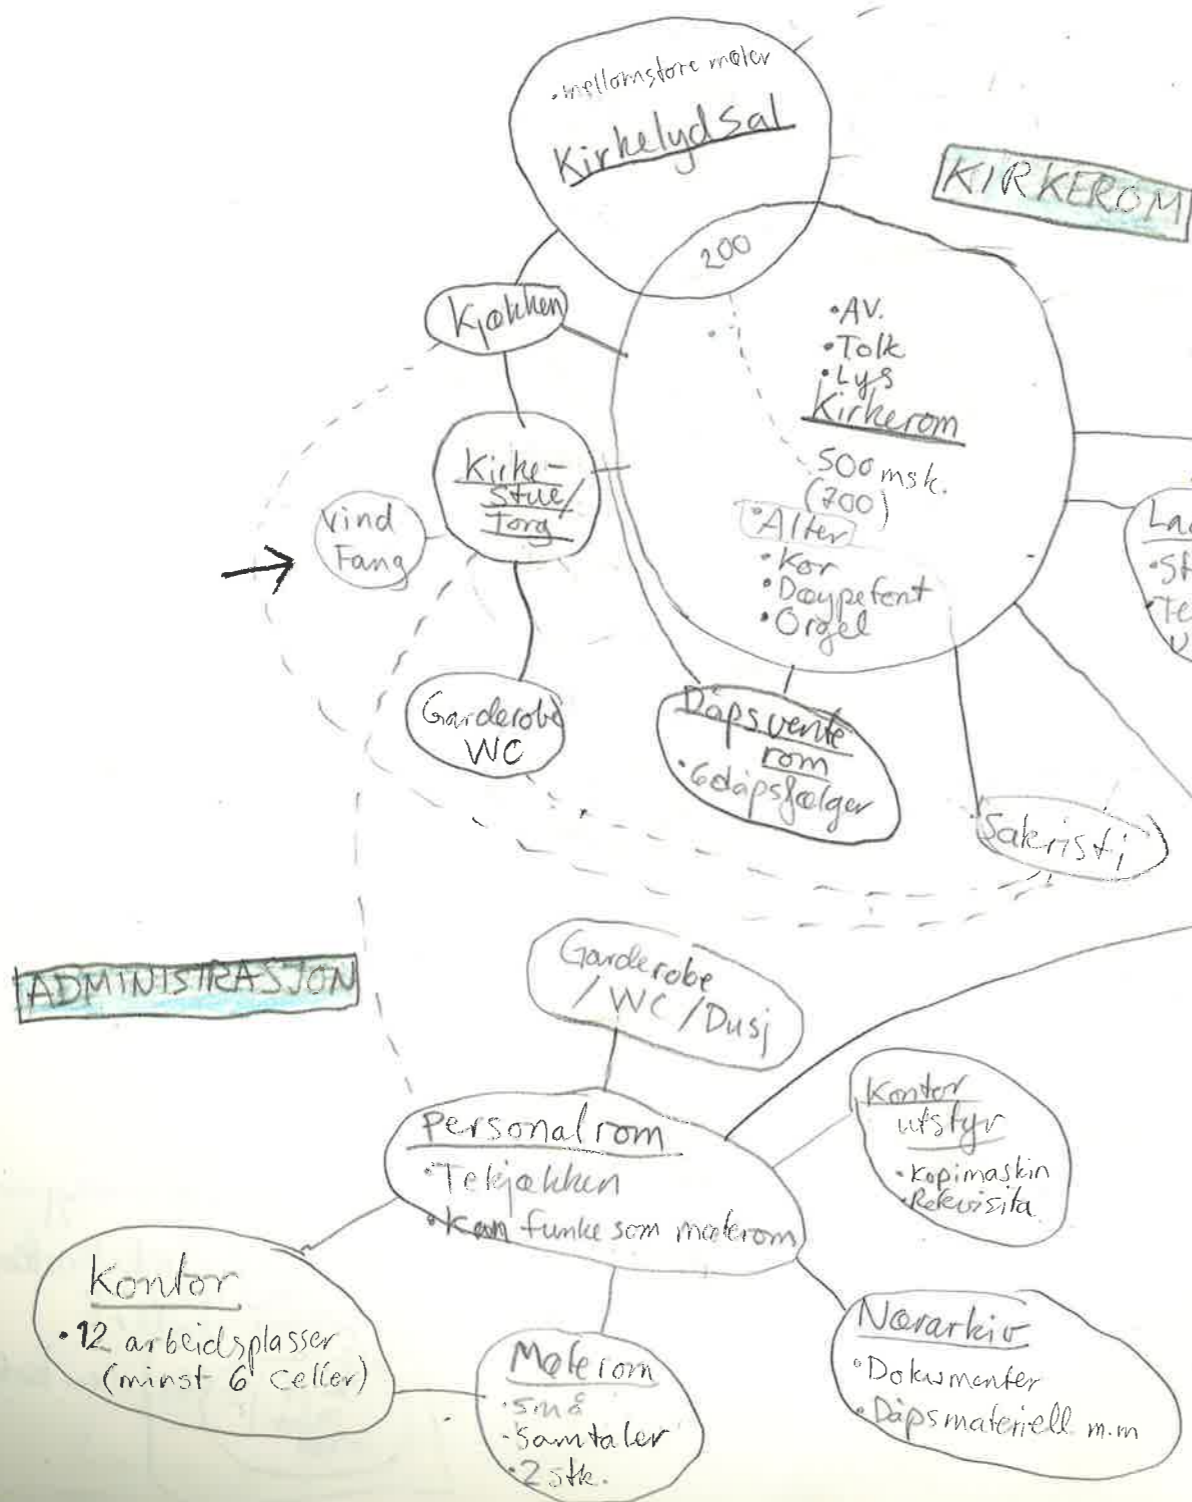 • mellomstore møter
Kirkelydsal
KIRKEROM
200
Kjøkken
• AV.
• Tolk
• Lys
Kirkerom
500 msk.
(700)
• Alter
• Kor
• Døypefont
• Orgel
Kirke-
stue/
Torg
Vind
Fang
Garderobe
WC
Dåpsvente
rom
• 6 dåpsfølger
Sakristi
ADMINISTRASJON
Garderobe
/WC/Dusj
Personalrom
• Tekjøkken
• Kan funke som møterom
Kontor
utstyr
• Kopimaskin
• Rekvisita
Kontor
• 12 arbeidsplasser
(minst 6 celler)
Møterom
• små
- samtaler
• 2 stk.
Nærarkiv
• Dokumenter
• Dåpsmateriell m.m